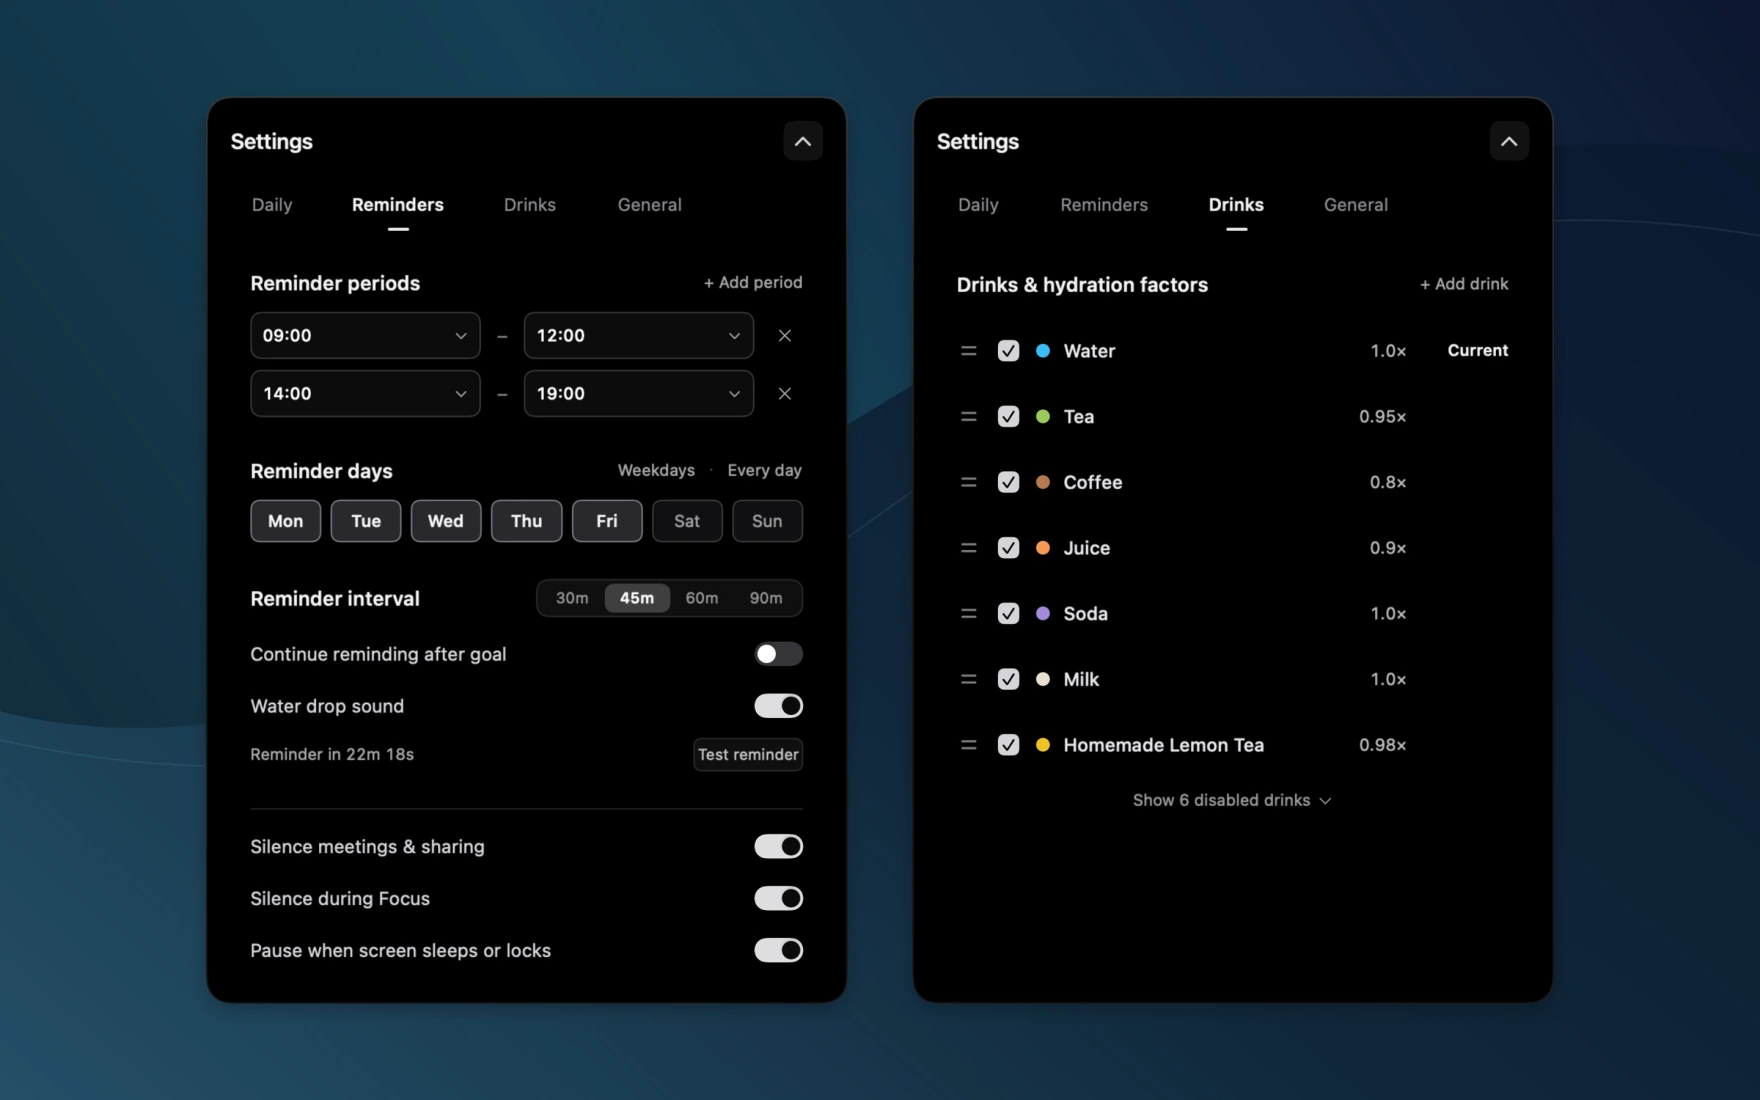 Settings
Daily Reminders Drinks General
Reminder periods + Add period
09:00 – 12:00
14:00 – 19:00
Reminder days Weekdays · Every day
Mon Tue Wed Thu Fri Sat Sun
Reminder interval 30m 45m 60m 90m
Continue reminding after goal
Water drop sound
Reminder in 22m 18s Test reminder
Silence meetings & sharing
Silence during Focus
Pause when screen sleeps or locks
Settings
Daily Reminders Drinks General
Drinks & hydration factors + Add drink
Water 1.0× Current
Tea 0.95×
Coffee 0.8×
Juice 0.9×
Soda 1.0×
Milk 1.0×
Homemade Lemon Tea 0.98×
Show 6 disabled drinks